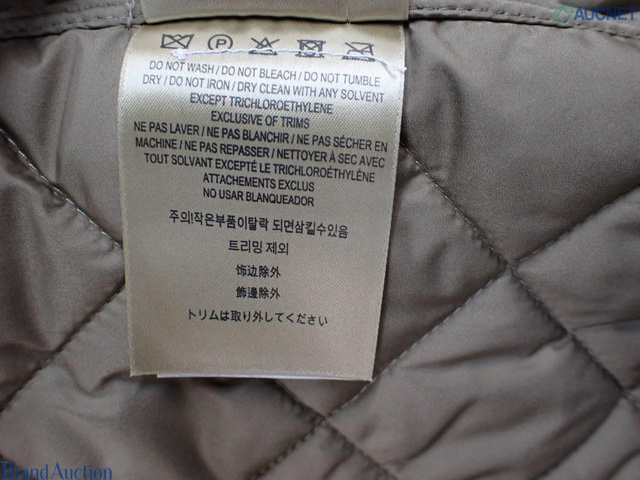 AUCNET
P
DO NOT WASH / DO NOT BLEACH / DO NOT TUMBLE
DRY / DO NOT IRON / DRY CLEAN WITH ANY SOLVENT
EXCEPT TRICHLOROETHYLENE
EXCLUSIVE OF TRIMS
NE PAS LAVER / NE PAS BLANCHIR / NE PAS SÉCHER EN
MACHINE / NE PAS REPASSER / NETTOYER À SEC AVEC
TOUT SOLVANT EXCEPTÉ LE TRICHLOROÉTHYLÈNE
ATTACHEMENTS EXCLUS
NO USAR BLANQUEADOR
주의!작은부품이탈락 되면삼킬수있음
트리밍 제외
饰边除外
飾邊除外
トリムは取り外してください
Brand Auction